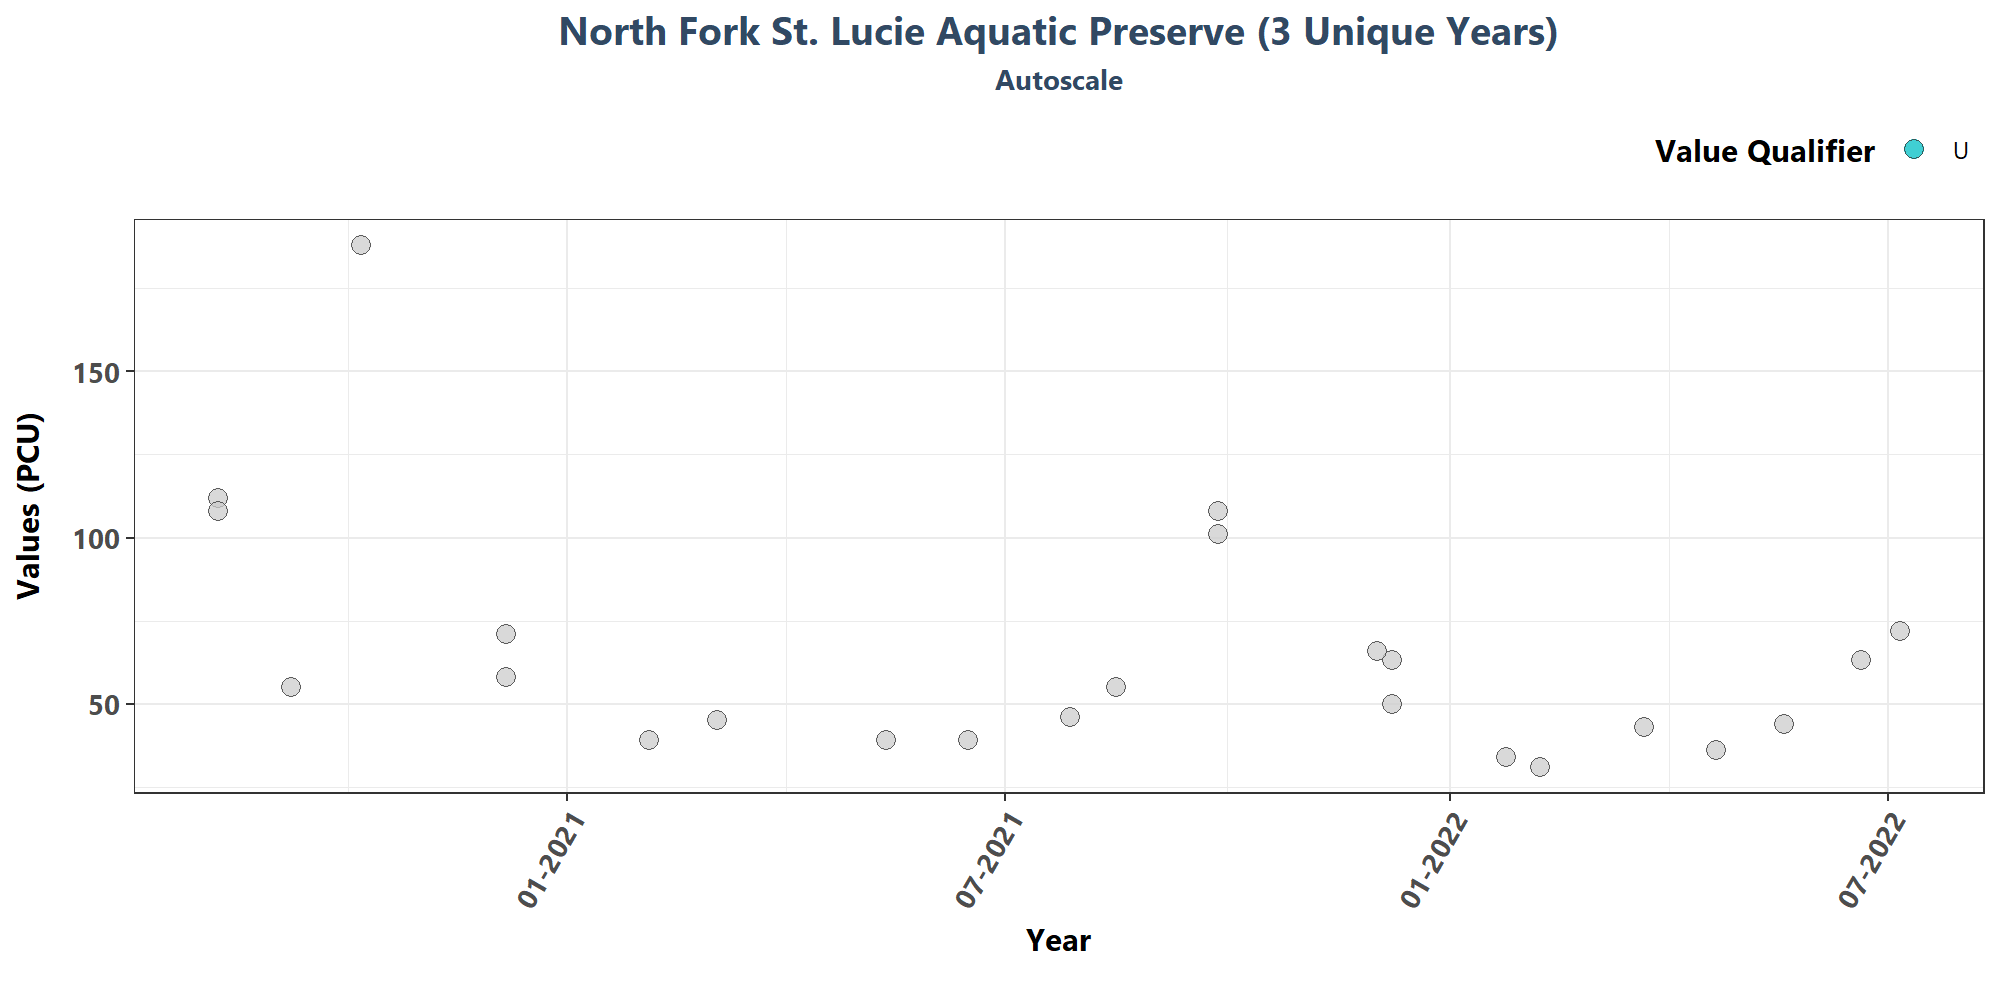 North Fork St. Lucie Aquatic Preserve (3 Unique Years)
Autoscale
Value Qualifier U
Values (PCU)
150
100
50
01-2021
07-2021
01-2022
07-2022
Year